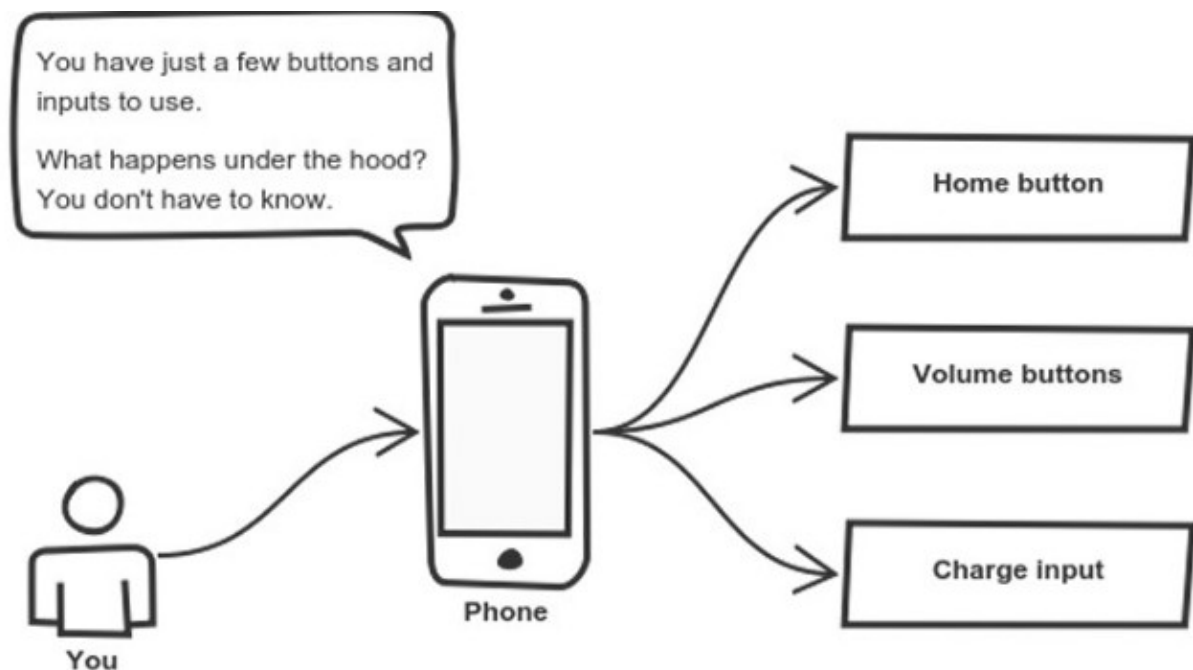 You have just a few buttons and
inputs to use.
What happens under the hood?
You don't have to know.
Home button
Volume buttons
Charge input
Phone
You